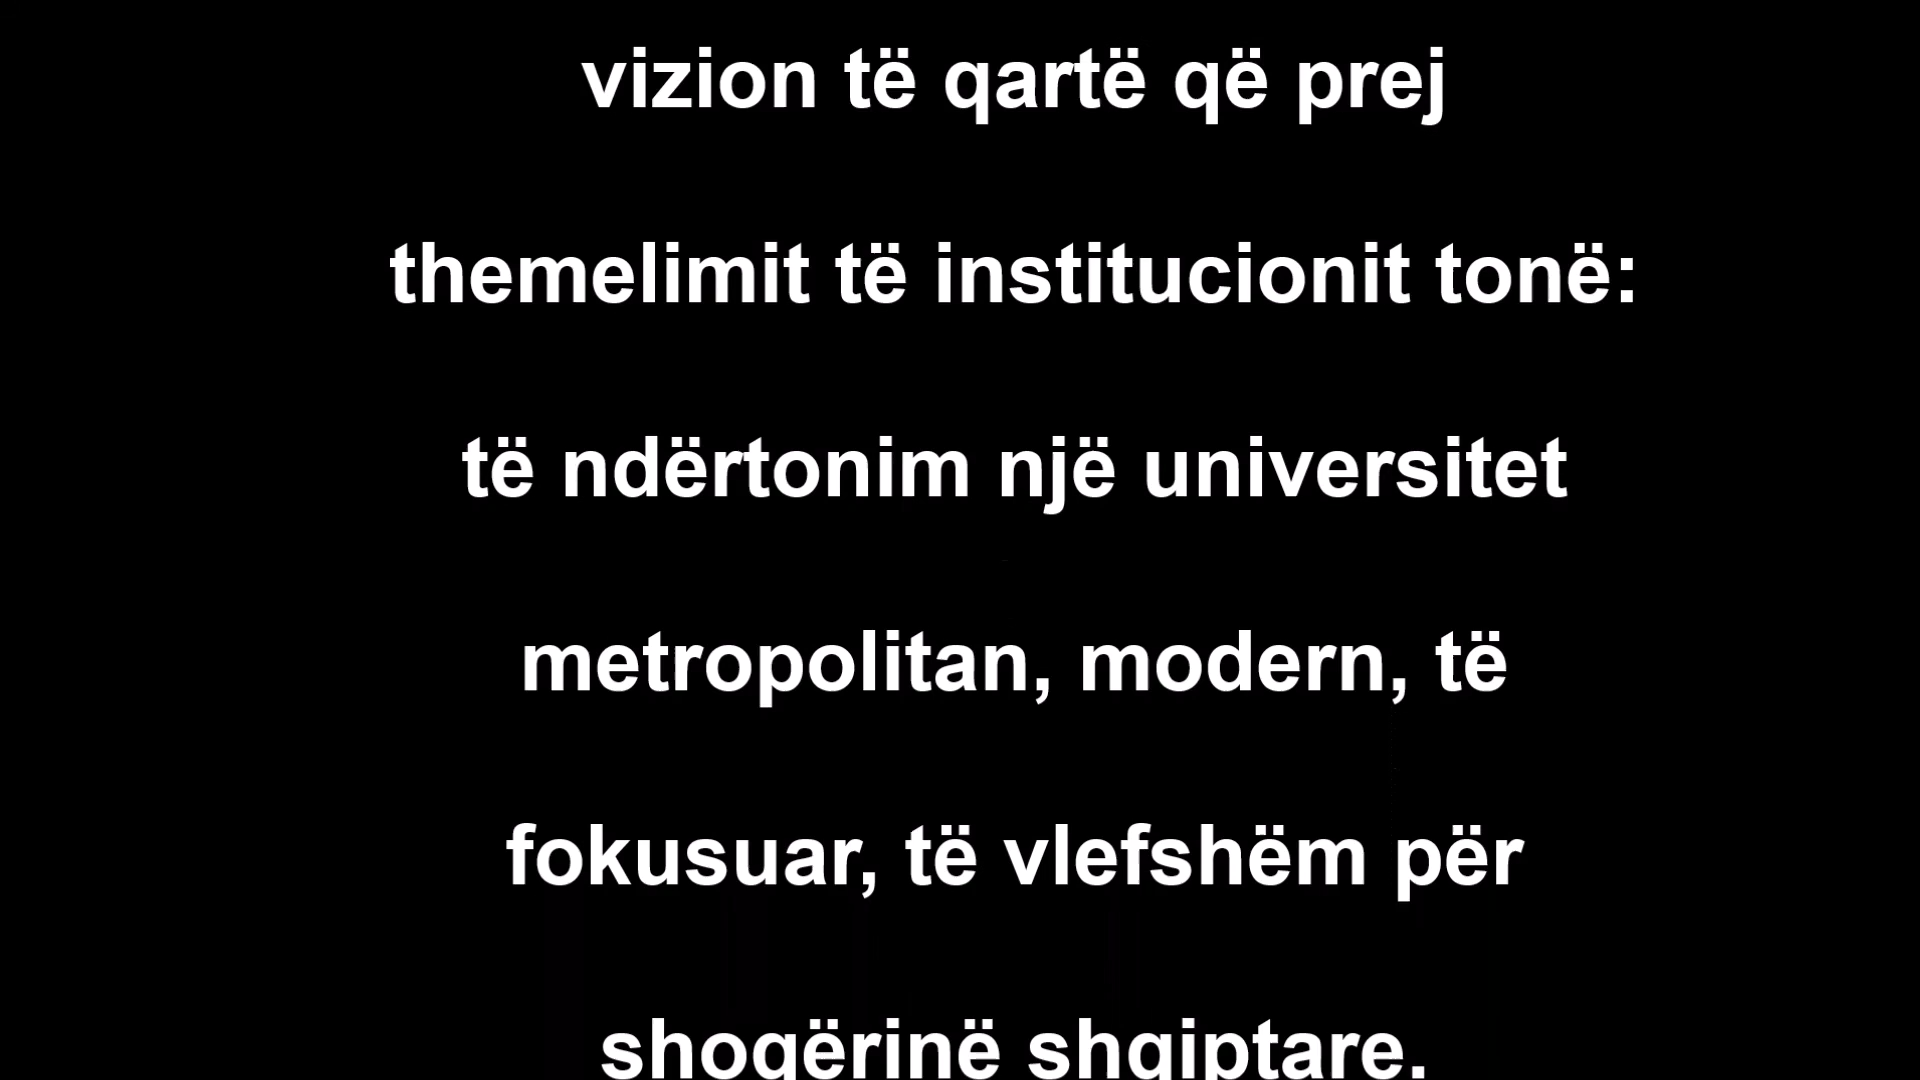 vizion të qartë që prej
themelimit të institucionit tonë:
të ndërtonim një universitet
metropolitan, modern, të
fokusuar, të vlefshëm për
shoqërinë shqiptare.